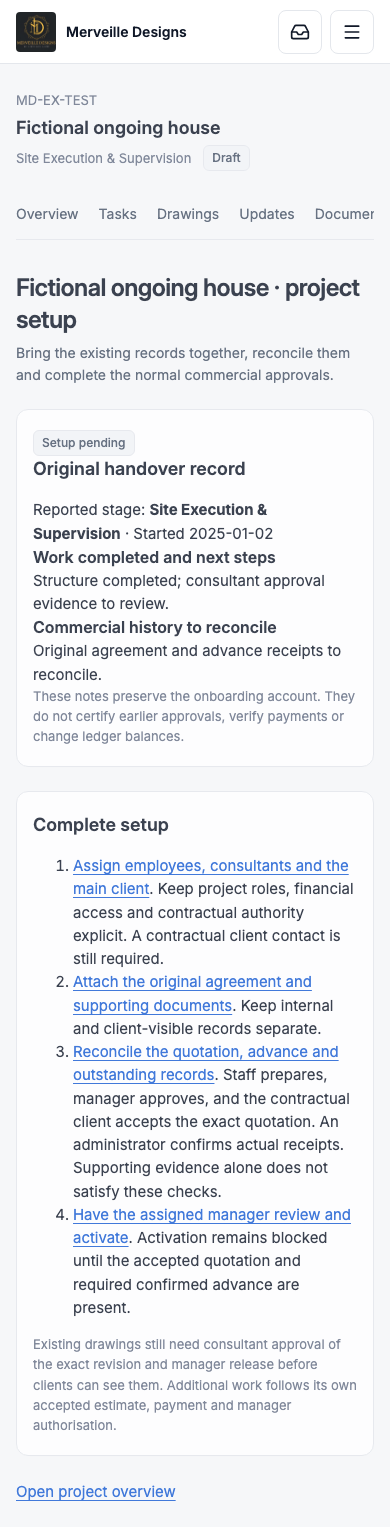 Merveille Designs
MD-EX-TEST
Fictional ongoing house
Site Execution & Supervision Draft
Overview Tasks Drawings Updates Documen
Fictional ongoing house · project
setup
Bring the existing records together, reconcile them
and complete the normal commercial approvals.
Setup pending
Original handover record
Reported stage: Site Execution &
Supervision · Started 2025-01-02
Work completed and next steps
Structure completed; consultant approval
evidence to review.
Commercial history to reconcile
Original agreement and advance receipts to
reconcile.
These notes preserve the onboarding account. They
do not certify earlier approvals, verify payments or
change ledger balances.
Complete setup
1. Assign employees, consultants and the
main client. Keep project roles, financial
access and contractual authority
explicit. A contractual client contact is
still required.
2. Attach the original agreement and
supporting documents. Keep internal
and client-visible records separate.
3. Reconcile the quotation, advance and
outstanding records. Staff prepares,
manager approves, and the contractual
client accepts the exact quotation. An
administrator confirms actual receipts.
Supporting evidence alone does not
satisfy these checks.
4. Have the assigned manager review and
activate. Activation remains blocked
until the accepted quotation and
required confirmed advance are
present.
Existing drawings still need consultant approval of
the exact revision and manager release before
clients can see them. Additional work follows its own
accepted estimate, payment and manager
authorisation.
Open project overview